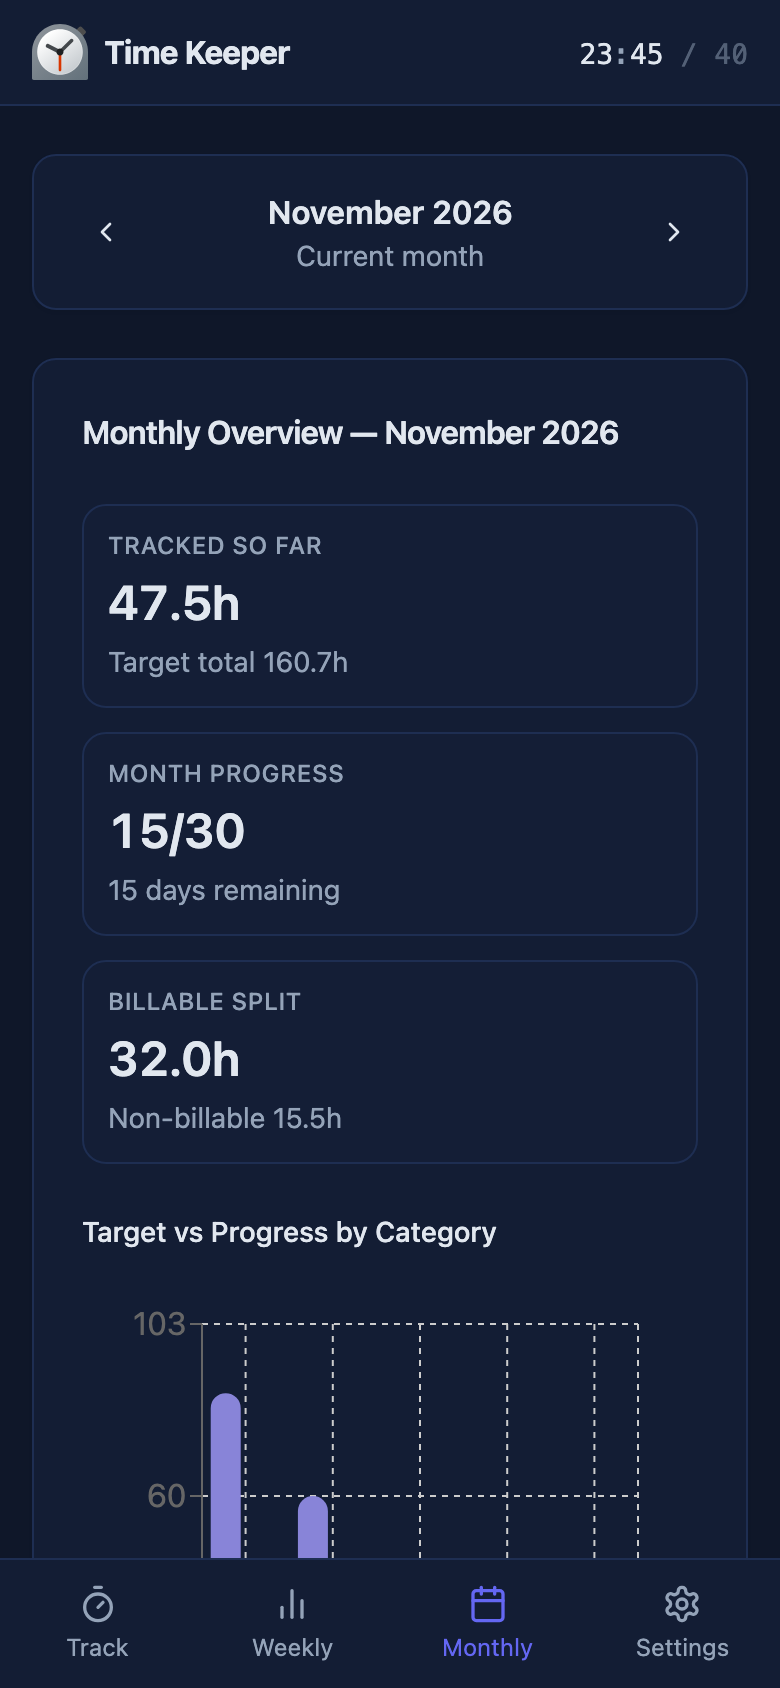 Time Keeper
23:45 / 40
November 2026
Current month
Monthly Overview — November 2026
TRACKED SO FAR
47.5h
Target total 160.7h
MONTH PROGRESS
15/30
15 days remaining
BILLABLE SPLIT
32.0h
Non-billable 15.5h
Target vs Progress by Category
103
60
Track
Weekly
Monthly
Settings